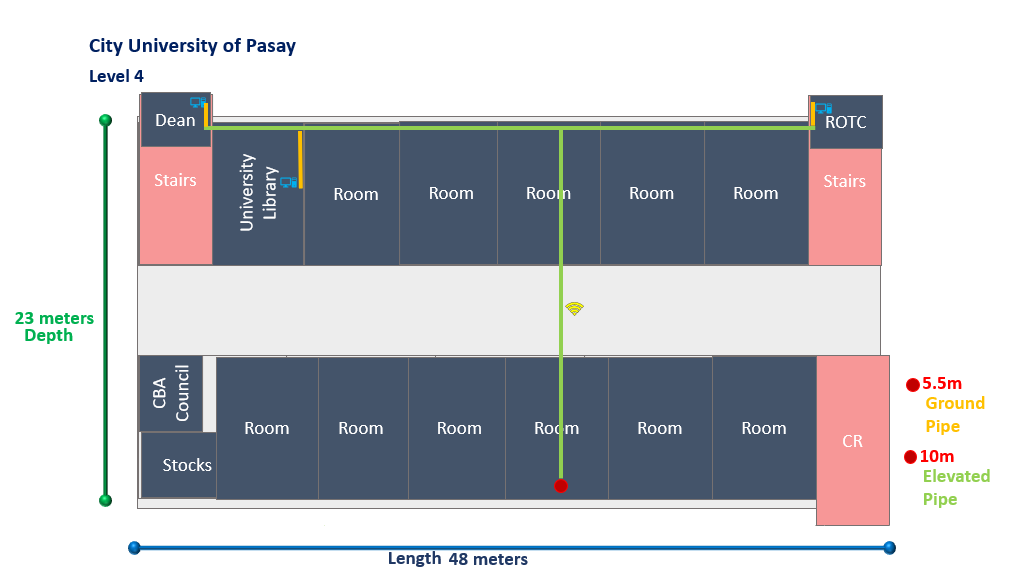 City University of Pasay
Level 4
Dean
ROTC
Stairs
University
Library
Room
Room
Room
Room
Room
Stairs
23 meters
Depth
CBA
Council
Stocks
Room
Room
Room
Room
Room
Room
CR
5.5m
Ground
Pipe
10m
Elevated
Pipe
Length 48 meters